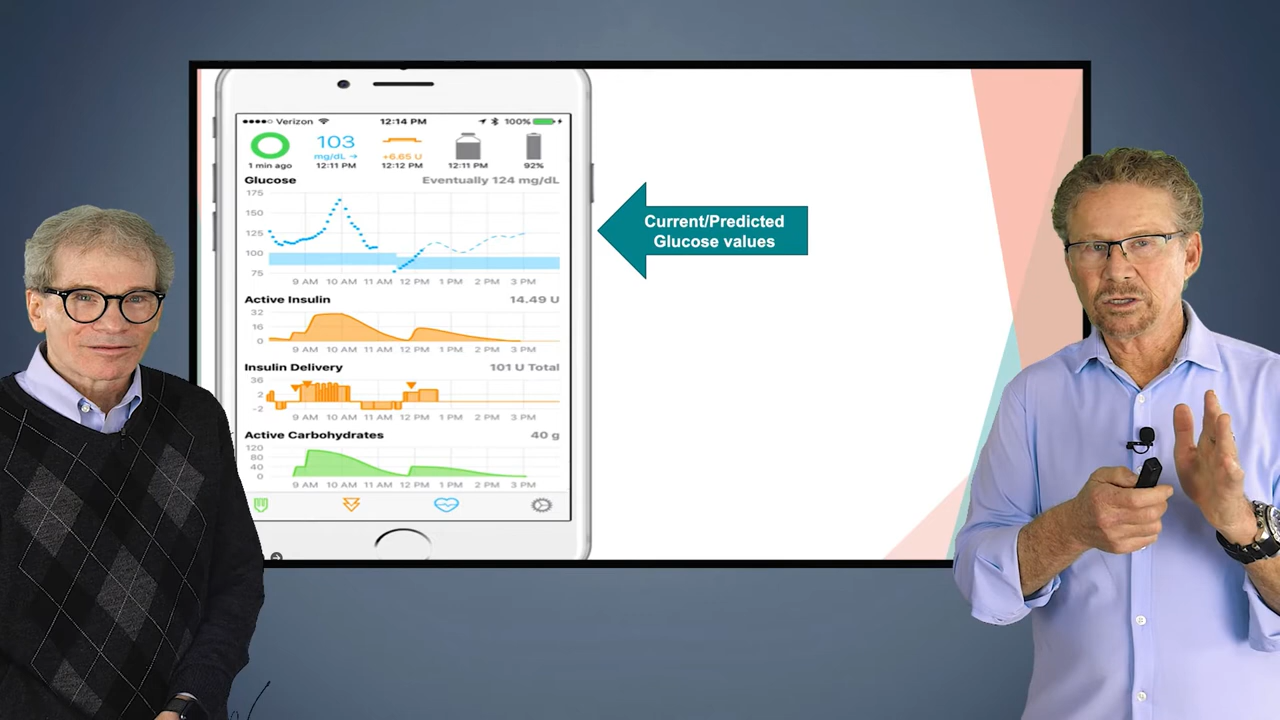 Verizon 12:14 PM 100%
103
mg/dL → +6.65 U
1 min ago 12:11 PM 12:12 PM 12:11 PM 92%
Glucose Eventually 124 mg/dL
175
150
125
100
75
9 AM 10 AM 11 AM 12 PM 1 PM 2 PM 3 PM
Current/Predicted
Glucose values
Active Insulin 14.49 U
32
16
0
9 AM 10 AM 11 AM 12 PM 1 PM 2 PM 3 PM
Insulin Delivery 101 U Total
36
2
-2
9 AM 10 AM 11 AM 12 PM 1 PM 2 PM 3 PM
Active Carbohydrates 40 g
120
80
40
0
9 AM 10 AM 11 AM 12 PM 1 PM 2 PM 3 PM